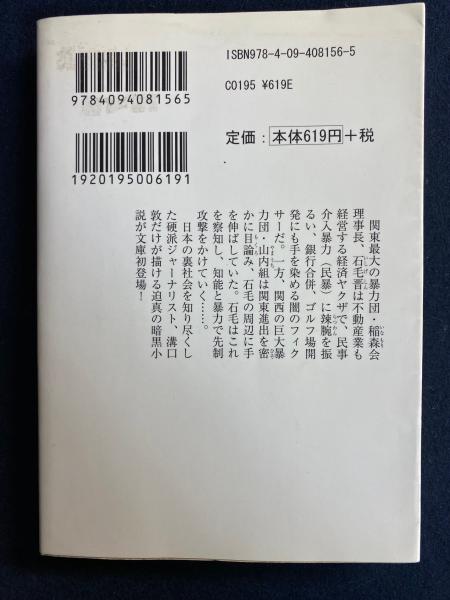 ISBN978-4-09-408156-5
C0195 ¥619E
定価：本体619円+税
9784094081565
1920195006191
関東最大の暴力団・稲森会
理事長、石毛晋は不動産業も
経営する経済ヤクザで、民事
介入暴力（民暴）に辣腕を振
るい、銀行合併、ゴルフ場開
発にも手を染める闇のフィク
サーだ。一方、関西の巨大暴
力団・山内組は関東進出を密
かに目論み、石毛の周辺に手
を伸ばしていた。石毛はこれ
を察知し、知能と暴力で先制
攻撃をかけていく……。
日本の裏社会を知り尽くし
た硬派ジャーナリスト、溝口
敦だけが描ける迫真の暗黒小
説が文庫初登場！